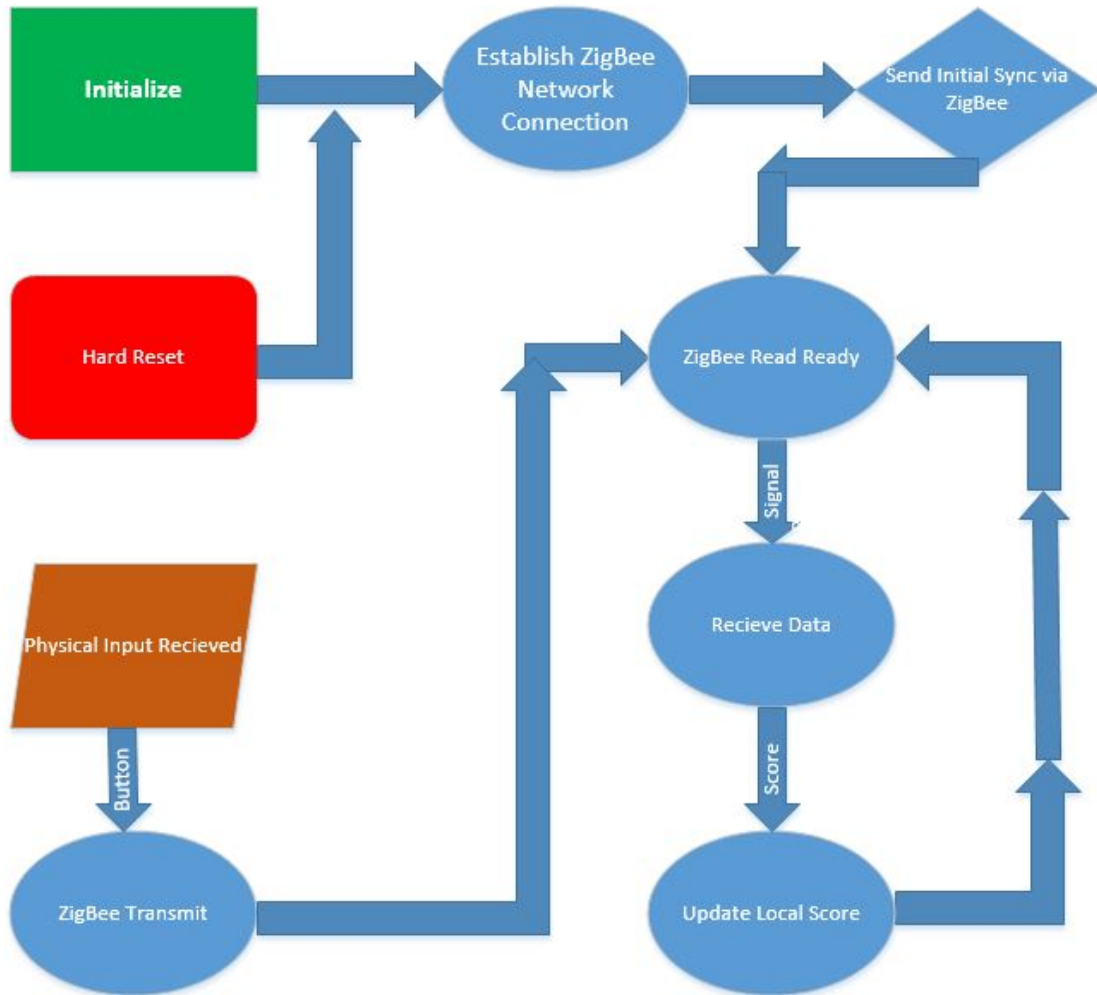 Initialize
Establish ZigBee
Network
Connection
Send Initial Sync via
ZigBee
Hard Reset
ZigBee Read Ready
Signal
Physical Input Recieved
Recieve Data
Button
Score
ZigBee Transmit
Update Local Score